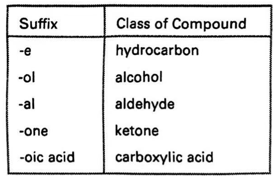 Suffix Class of Compound
-e hydrocarbon
-ol alcohol
-al aldehyde
-one ketone
-oic acid carboxylic acid